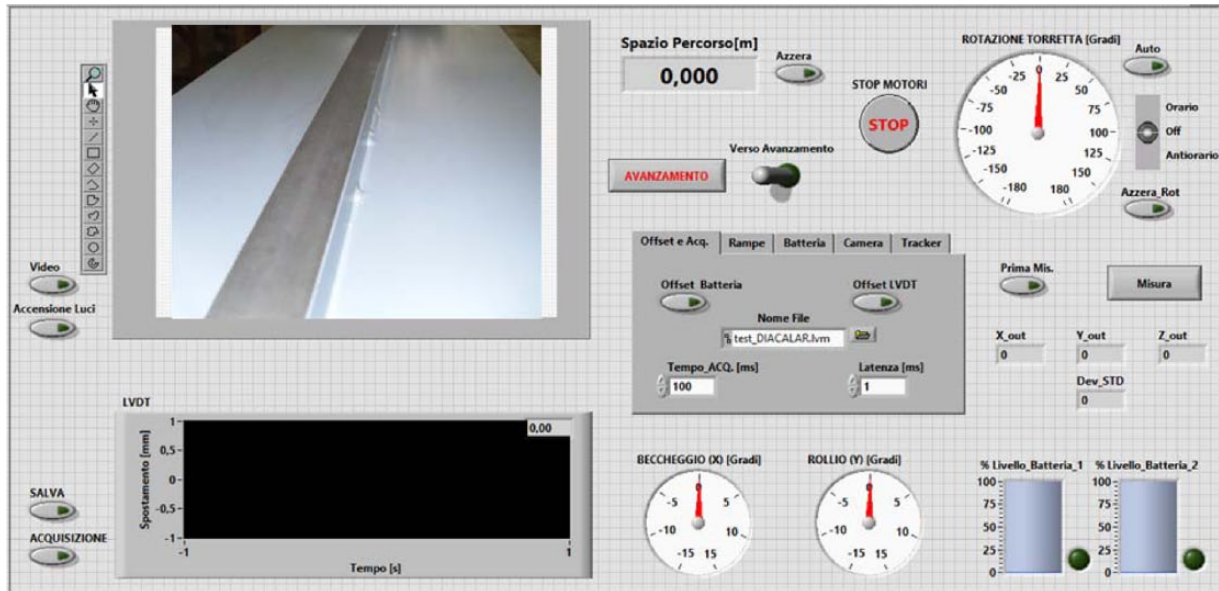 Video
Accensione Luci
Spazio Percorso[m]
0,000
Azzera
STOP MOTORI
STOP
AVANZAMENTO
Verso Avanzamento
ROTAZIONE TORRETTA [Gradi]
0
-25
25
-50
50
-75
75
-100
100
-125
125
-150
150
-180
180
Auto
Orario
Off
Antiorario
Azzera_Rot
Offset e Acq.
Rampe
Batteria
Camera
Tracker
Offset Batteria
Offset LVDT
Nome File
test_DIACALAR.lvm
Tempo_ACQ. [ms]
100
Latenza [ms]
1
Prima Mis.
Misura
X_out
Y_out
Z_out
0
0
0
Dev_STD
0
LVDT
0,00
Spostamento [mm]
1
0,5
0
-0,5
-1
-1
1
Tempo [s]
SALVA
ACQUISIZIONE
BECCHEGGIO (X) [Gradi]
0
-5
5
-10
10
-15
15
ROLLIO (Y) [Gradi]
0
-5
5
-10
10
-15
15
% Livello_Batteria_1
100
75
50
25
0
% Livello_Batteria_2
100
75
50
25
0